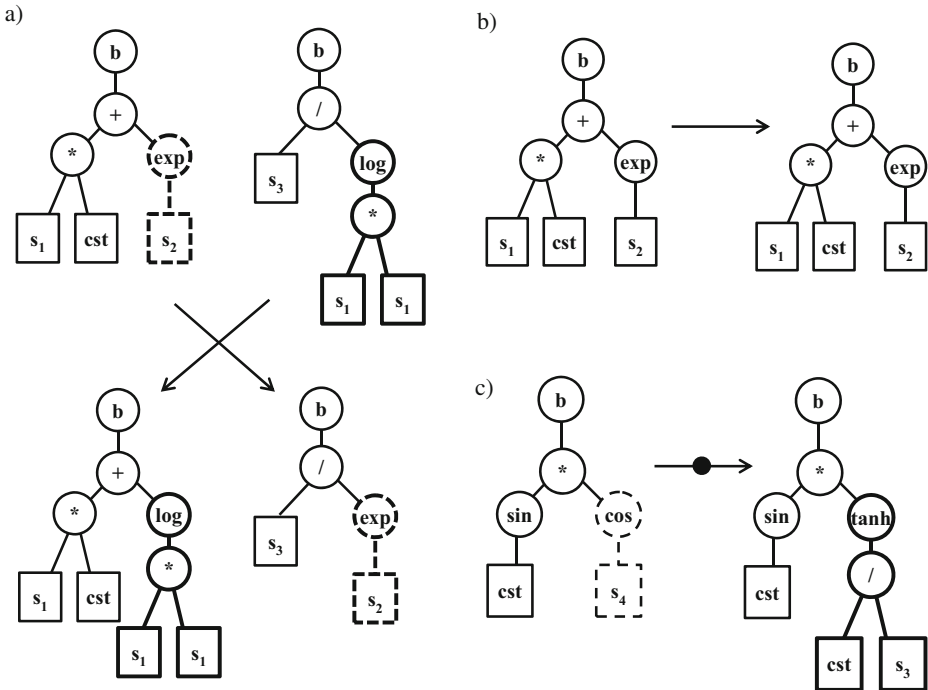 a)
b b
+ /
* exp s₃ log
s₁ cst s₂ *
s₁ s₁
b b
+ /
* log s₃ exp
s₁ cst * s₂
s₁ s₁
b)
b b
+ +
* exp * exp
s₁ cst s₂ s₁ cst s₂
c)
b b
* *
sin cos sin tanh
cst s₄ cst /
cst s₃